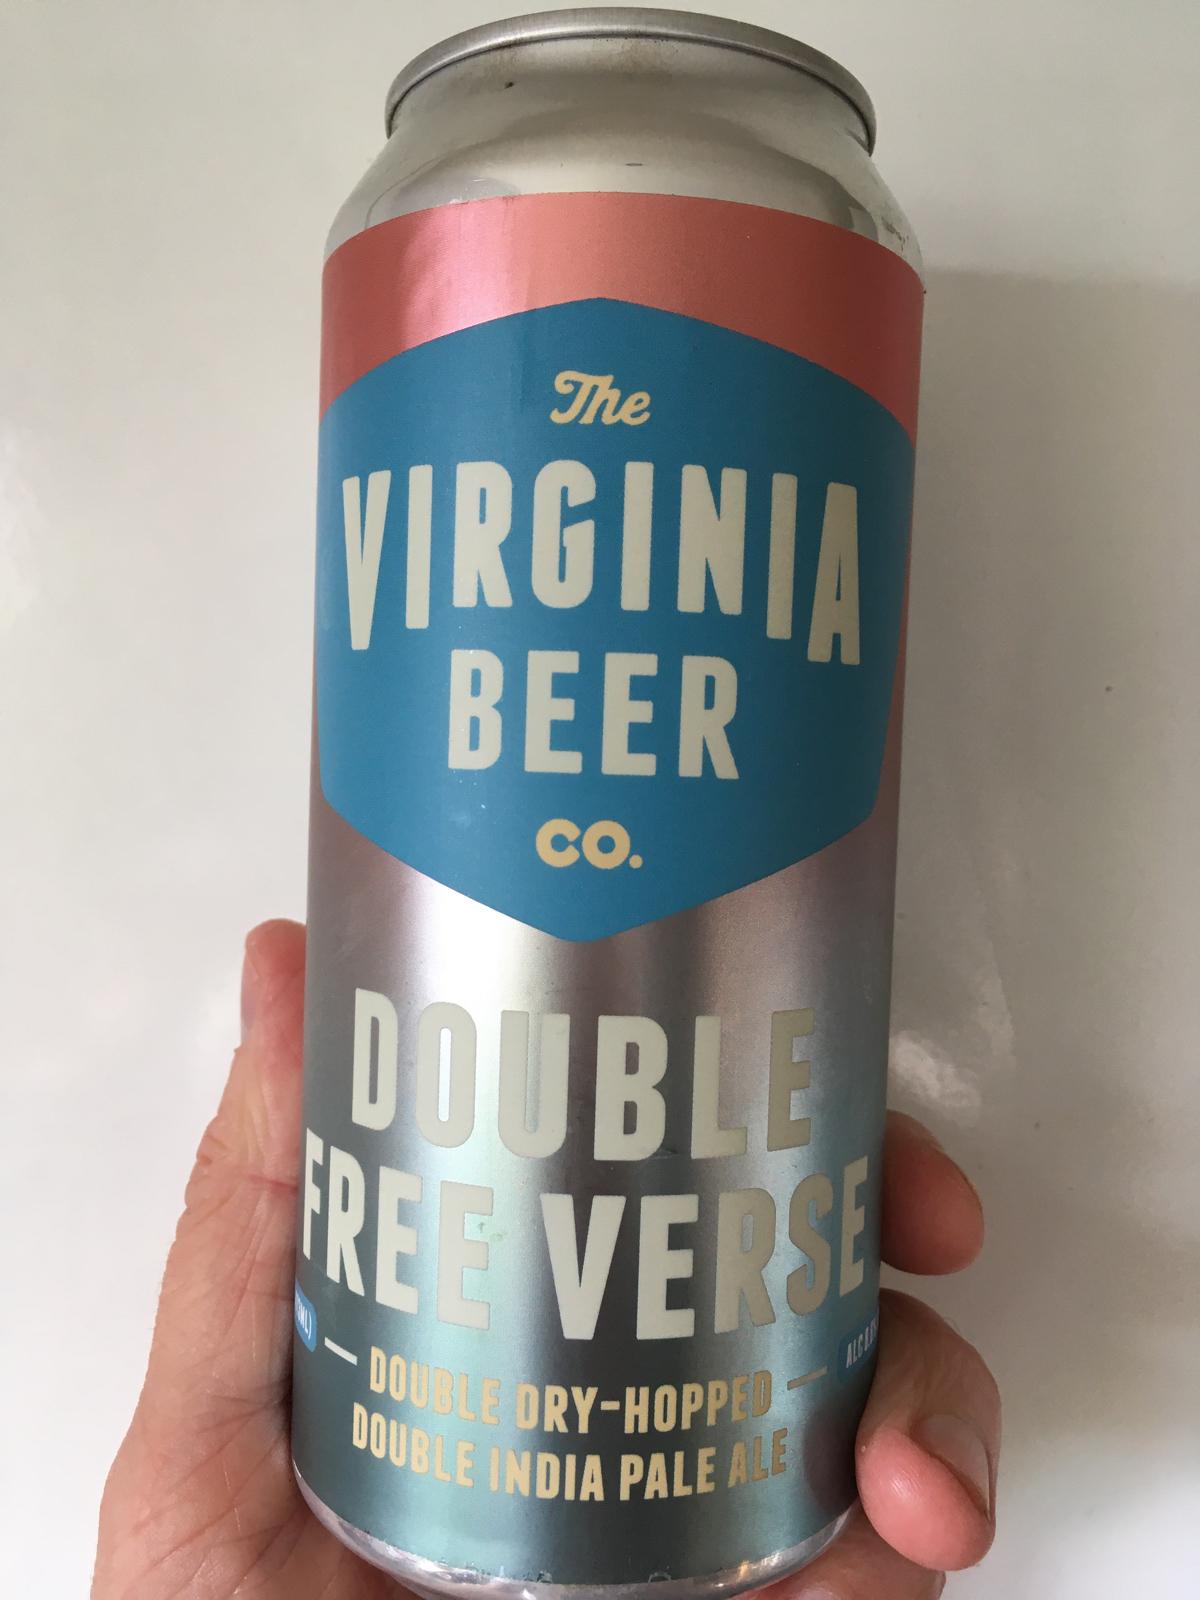 The
VIRGINIA
BEER
CO.
DOUBLE
FREE VERSE
DOUBLE DRY-HOPPED
DOUBLE INDIA PALE ALE